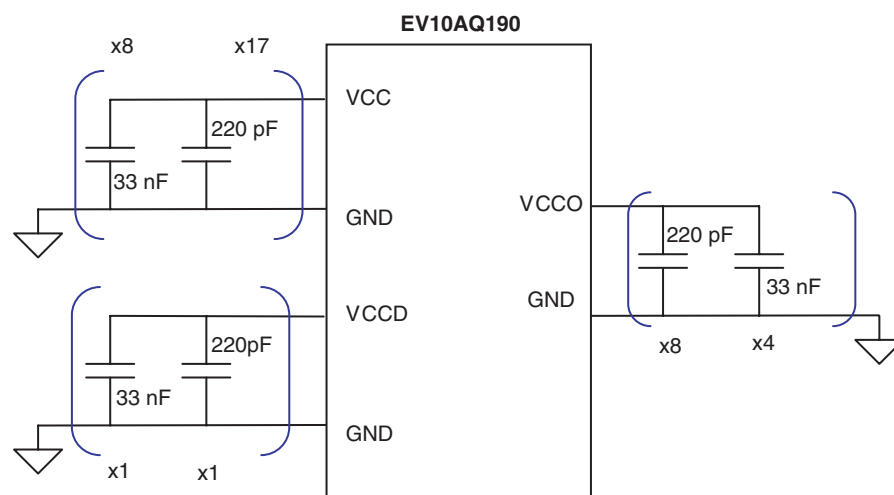 EV10AQ190
x8 x17
VCC
220 pF
33 nF
GND
VCCO
220 pF
33 nF
GND
x8 x4
VCCD
220pF
33 nF
GND
x1 x1